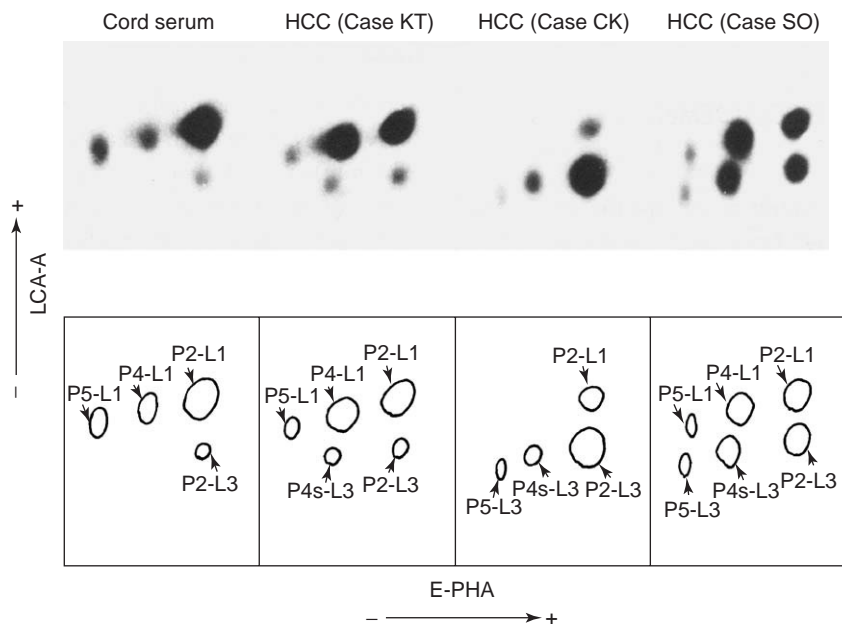 Cord serum HCC (Case KT) HCC (Case CK) HCC (Case SO)
+
LCA-A
–
P2-L1
P4-L1
P5-L1
P2-L3
P2-L1
P4-L1
P5-L1
P4s-L3 P2-L3
P2-L1
P4s-L3 P2-L3
P5-L3
P2-L1
P4-L1
P5-L1
P4s-L3 P2-L3
P5-L3
E-PHA
– +